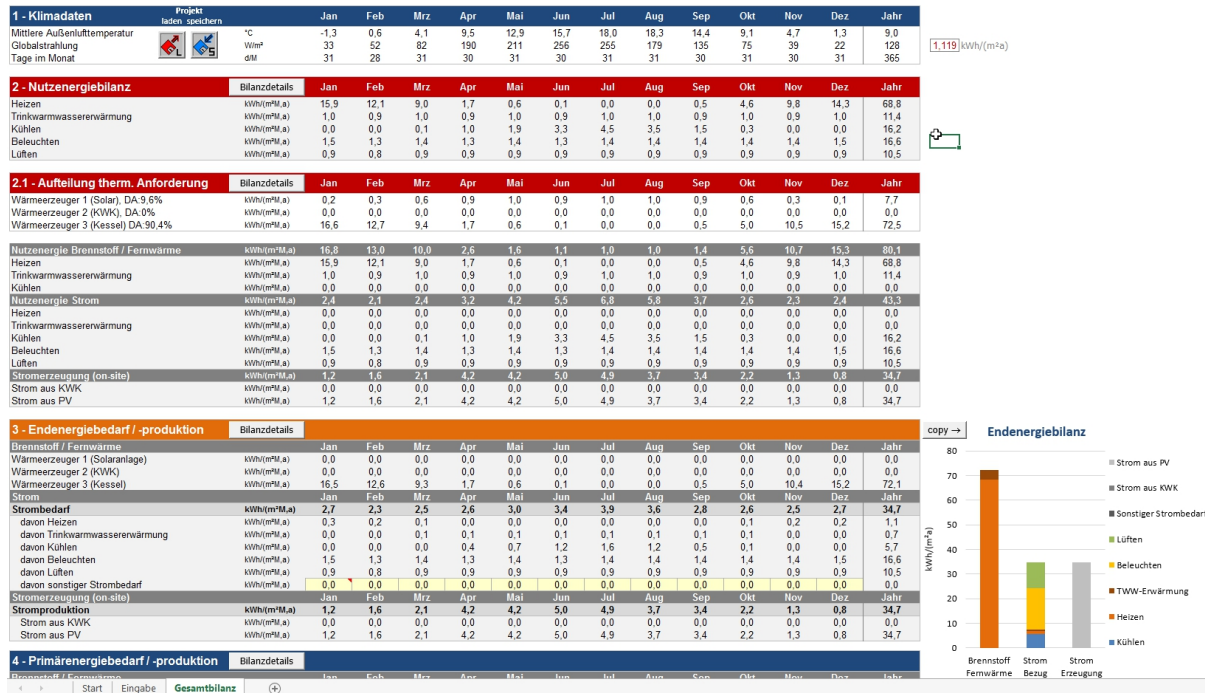 1 - Klimadaten Projekt laden speichern Jan Feb Mrz Apr Mai Jun Jul Aug Sep Okt Nov Dez Jahr
Mittlere Außenlufttemperatur °C -1,3 0,6 4,1 9,5 12,9 15,7 18,0 18,3 14,4 9,1 4,7 1,3 9,0
Globalstrahlung W/m² 33 52 82 190 211 256 255 179 135 75 39 22 128 1,119 kWh/(m²a)
Tage im Monat d/M 31 28 31 30 31 30 31 31 30 31 30 31 365
L S
2 - Nutzenergiebilanz Bilanzdetails Jan Feb Mrz Apr Mai Jun Jul Aug Sep Okt Nov Dez Jahr
Heizen kWh/(m²M,a) 15,9 12,1 9,0 1,7 0,6 0,1 0,0 0,0 0,5 4,6 9,8 14,3 68,8
Trinkwarmwassererwärmung kWh/(m²M,a) 1,0 0,9 1,0 0,9 1,0 0,9 1,0 1,0 0,9 1,0 0,9 1,0 11,4
Kühlen kWh/(m²M,a) 0,0 0,0 0,1 1,0 1,9 3,3 4,5 3,5 1,5 0,3 0,0 0,0 16,2
Beleuchten kWh/(m²M,a) 1,5 1,3 1,4 1,3 1,4 1,3 1,4 1,4 1,4 1,4 1,4 1,5 16,6
Lüften kWh/(m²M,a) 0,9 0,8 0,9 0,9 0,9 0,9 0,9 0,9 0,9 0,9 0,9 0,9 10,5
2.1 - Aufteilung therm. Anforderung Bilanzdetails Jan Feb Mrz Apr Mai Jun Jul Aug Sep Okt Nov Dez Jahr
Wärmeerzeuger 1 (Solar), DA:9,6% kWh/(m²M,a) 0,2 0,3 0,6 0,9 1,0 0,9 1,0 1,0 0,9 0,6 0,3 0,1 7,7
Wärmeerzeuger 2 (KWK), DA:0% kWh/(m²M,a) 0,0 0,0 0,0 0,0 0,0 0,0 0,0 0,0 0,0 0,0 0,0 0,0 0,0
Wärmeerzeuger 3 (Kessel) DA:90,4% kWh/(m²M,a) 16,6 12,7 9,4 1,7 0,6 0,1 0,0 0,0 0,5 5,0 10,5 15,2 72,5
Nutzenergie Brennstoff / Fernwärme kWh/(m²M,a) 16,8 13,0 10,0 2,6 1,6 1,1 1,0 1,0 1,4 5,6 10,7 15,3 80,1
Heizen kWh/(m²M,a) 15,9 12,1 9,0 1,7 0,6 0,1 0,0 0,0 0,5 4,6 9,8 14,3 68,8
Trinkwarmwassererwärmung kWh/(m²M,a) 1,0 0,9 1,0 0,9 1,0 0,9 1,0 1,0 0,9 1,0 0,9 1,0 11,4
Kühlen kWh/(m²M,a) 0,0 0,0 0,0 0,0 0,0 0,0 0,0 0,0 0,0 0,0 0,0 0,0 0,0
Nutzenergie Strom kWh/(m²M,a) 2,4 2,1 2,4 3,2 4,2 5,5 6,8 5,8 3,7 2,6 2,3 2,4 43,3
Heizen kWh/(m²M,a) 0,0 0,0 0,0 0,0 0,0 0,0 0,0 0,0 0,0 0,0 0,0 0,0 0,0
Trinkwarmwassererwärmung kWh/(m²M,a) 0,0 0,0 0,0 0,0 0,0 0,0 0,0 0,0 0,0 0,0 0,0 0,0 0,0
Kühlen kWh/(m²M,a) 0,0 0,0 0,1 1,0 1,9 3,3 4,5 3,5 1,5 0,3 0,0 0,0 16,2
Beleuchten kWh/(m²M,a) 1,5 1,3 1,4 1,3 1,4 1,3 1,4 1,4 1,4 1,4 1,4 1,5 16,6
Lüften kWh/(m²M,a) 0,9 0,8 0,9 0,9 0,9 0,9 0,9 0,9 0,9 0,9 0,9 0,9 10,5
Stromerzeugung (on-site) kWh/(m²M,a) 1,2 1,6 2,1 4,2 4,2 5,0 4,9 3,7 3,4 2,2 1,3 0,8 34,7
Strom aus KWK kWh/(m²M,a) 0,0 0,0 0,0 0,0 0,0 0,0 0,0 0,0 0,0 0,0 0,0 0,0 0,0
Strom aus PV kWh/(m²M,a) 1,2 1,6 2,1 4,2 4,2 5,0 4,9 3,7 3,4 2,2 1,3 0,8 34,7
3 - Endenergiebedarf / -produktion Bilanzdetails
Brennstoff / Fernwärme Jan Feb Mrz Apr Mai Jun Jul Aug Sep Okt Nov Dez Jahr
Wärmeerzeuger 1 (Solaranlage) kWh/(m²M,a) 0,0 0,0 0,0 0,0 0,0 0,0 0,0 0,0 0,0 0,0 0,0 0,0 0,0
Wärmeerzeuger 2 (KWK) kWh/(m²M,a) 0,0 0,0 0,0 0,0 0,0 0,0 0,0 0,0 0,0 0,0 0,0 0,0 0,0
Wärmeerzeuger 3 (Kessel) kWh/(m²M,a) 16,5 12,6 9,3 1,7 0,6 0,1 0,0 0,0 0,5 5,0 10,4 15,2 72,1
Strom Jan Feb Mrz Apr Mai Jun Jul Aug Sep Okt Nov Dez Jahr
Strombedarf kWh/(m²M,a) 2,7 2,3 2,5 2,6 3,0 3,4 3,9 3,6 2,8 2,6 2,5 2,7 34,7
davon Heizen kWh/(m²M,a) 0,3 0,2 0,1 0,0 0,0 0,0 0,0 0,0 0,0 0,1 0,2 0,2 1,1
davon Trinkwarmwassererwärmung kWh/(m²M,a) 0,0 0,0 0,1 0,1 0,1 0,1 0,1 0,1 0,1 0,1 0,0 0,0 0,7
davon Kühlen kWh/(m²M,a) 0,0 0,0 0,0 0,4 0,7 1,2 1,6 1,2 0,5 0,1 0,0 0,0 5,7
davon Beleuchten kWh/(m²M,a) 1,5 1,3 1,4 1,3 1,4 1,3 1,4 1,4 1,4 1,4 1,4 1,5 16,6
davon Lüften kWh/(m²M,a) 0,9 0,8 0,9 0,9 0,9 0,9 0,9 0,9 0,9 0,9 0,9 0,9 10,5
davon sonstiger Strombedarf kWh/(m²M,a) 0,0 0,0 0,0 0,0 0,0 0,0 0,0 0,0 0,0 0,0 0,0 0,0 0,0
Stromerzeugung (on-site) Jan Feb Mrz Apr Mai Jun Jul Aug Sep Okt Nov Dez Jahr
Stromproduktion kWh/(m²M,a) 1,2 1,6 2,1 4,2 4,2 5,0 4,9 3,7 3,4 2,2 1,3 0,8 34,7
Strom aus KWK kWh/(m²M,a) 0,0 0,0 0,0 0,0 0,0 0,0 0,0 0,0 0,0 0,0 0,0 0,0 0,0
Strom aus PV kWh/(m²M,a) 1,2 1,6 2,1 4,2 4,2 5,0 4,9 3,7 3,4 2,2 1,3 0,8 34,7
4 - Primärenergiebedarf / -produktion Bilanzdetails
Brennstoff / Fernwärme Jan Feb Mrz Apr Mai Jun Jul Aug Sep Okt Nov Dez Jahr
copy → Endenergiebilanz
kWh/(m²a)
80
70
60
50
40
30
20
10
0
Brennstoff Fernwärme
Strom Bezug
Strom Erzeugung
Strom aus PV
Strom aus KWK
Sonstiger Strombedarf
Lüften
Beleuchten
TWW-Erwärmung
Heizen
Kühlen
Start Eingabe Gesamtbilanz